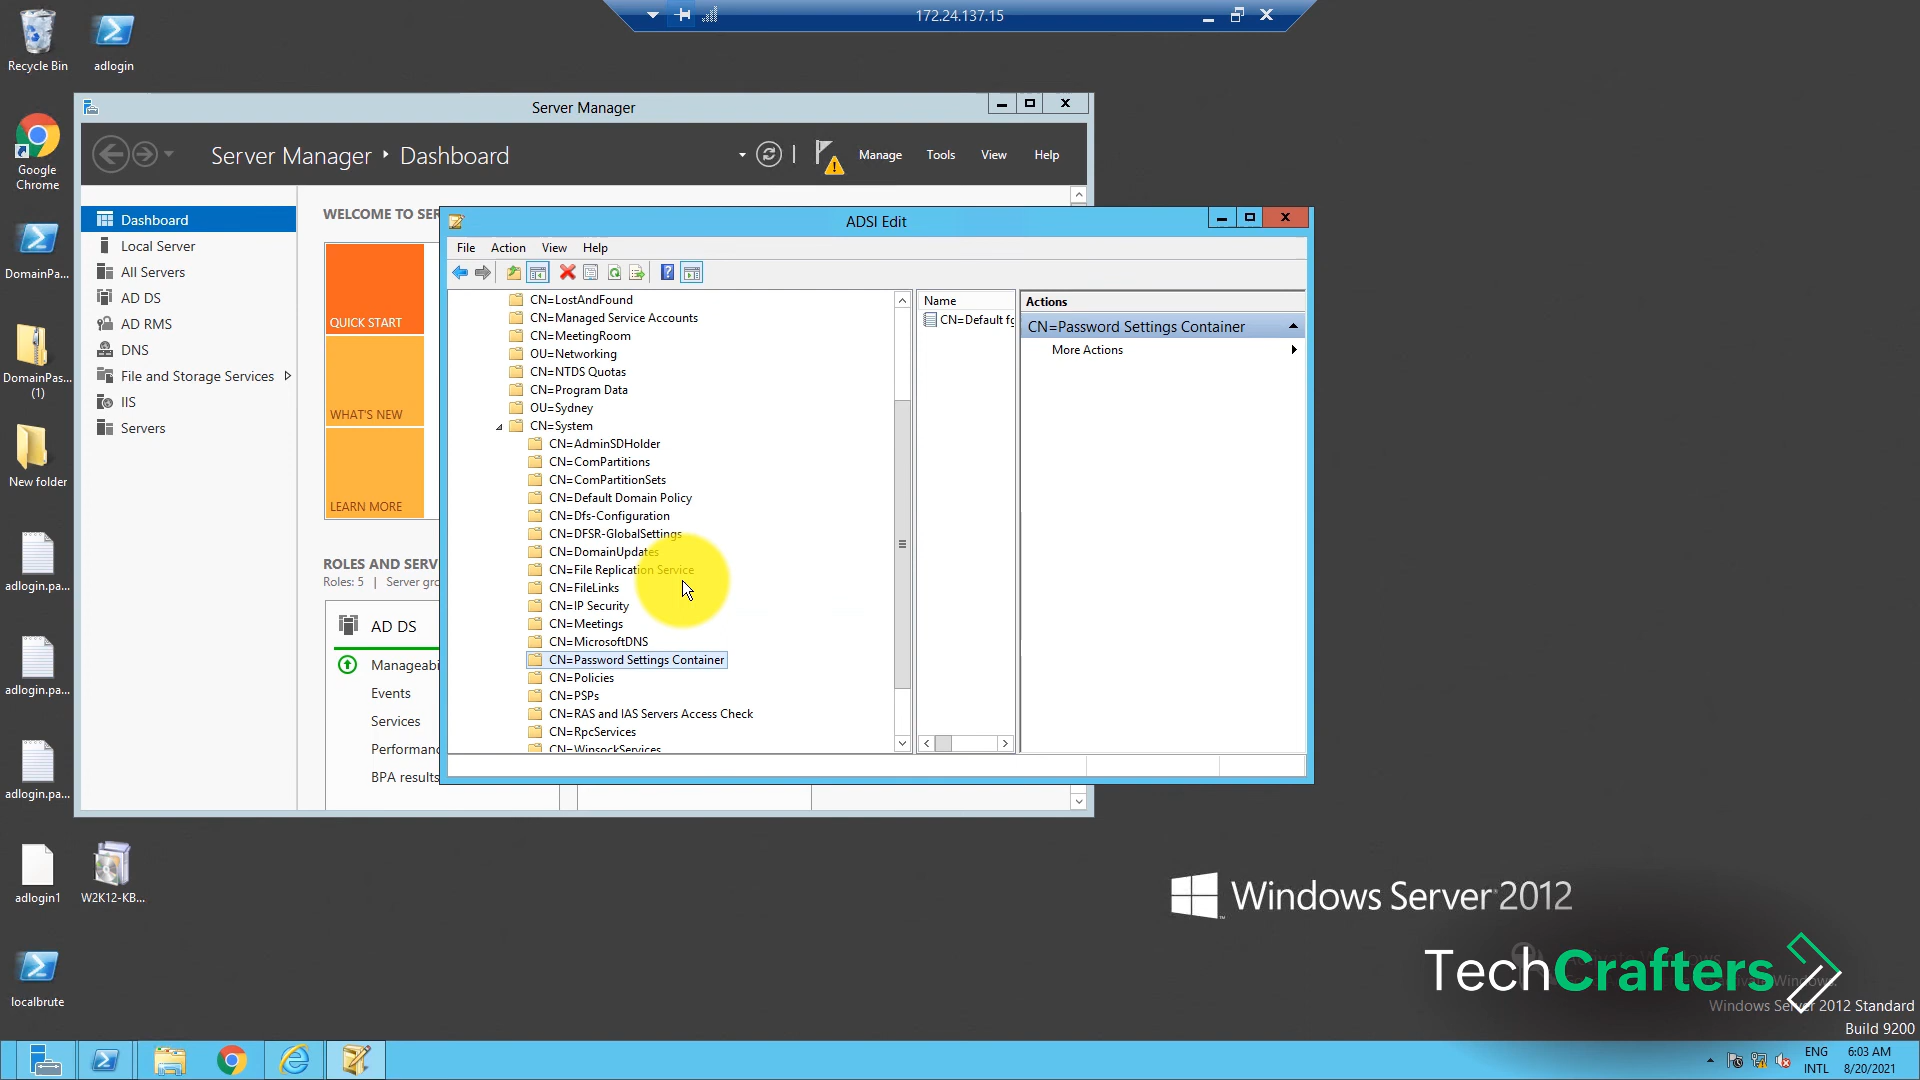 172.24.137.15
Recycle Bin
adlogin
Google
Chrome
DomainPa...
DomainPas...
(1)
New folder
adlogin.pa...
adlogin.pa...
adlogin.pa...
adlogin1
W2K12-KB...
localbrute
Server Manager
Server Manager
Dashboard
Manage
Tools
View
Help
Dashboard
Local Server
All Servers
AD DS
AD RMS
DNS
File and Storage Services
IIS
Servers
WELCOME TO SER
QUICK START
WHAT'S NEW
LEARN MORE
ROLES AND SERV
Roles: 5 | Server gro
AD DS
Manageabi
Events
Services
Performanc
BPA results
ADSI Edit
File
Action
View
Help
CN=LostAndFound
CN=Managed Service Accounts
CN=MeetingRoom
OU=Networking
CN=NTDS Quotas
CN=Program Data
OU=Sydney
CN=System
CN=AdminSDHolder
CN=ComPartitions
CN=ComPartitionSets
CN=Default Domain Policy
CN=Dfs-Configuration
CN=DFSR-GlobalSettings
CN=DomainUpdates
CN=File Replication Service
CN=FileLinks
CN=IP Security
CN=Meetings
CN=MicrosoftDNS
CN=Password Settings Container
CN=Policies
CN=PSPs
CN=RAS and IAS Servers Access Check
CN=RpcServices
CN=WinsockServices
Name
CN=Default fg
Actions
CN=Password Settings Container
More Actions
Windows Server 2012
TechCrafters
Windows Server 2012 Standard
Build 9200
ENG
INTL
6:03 AM
8/20/2021